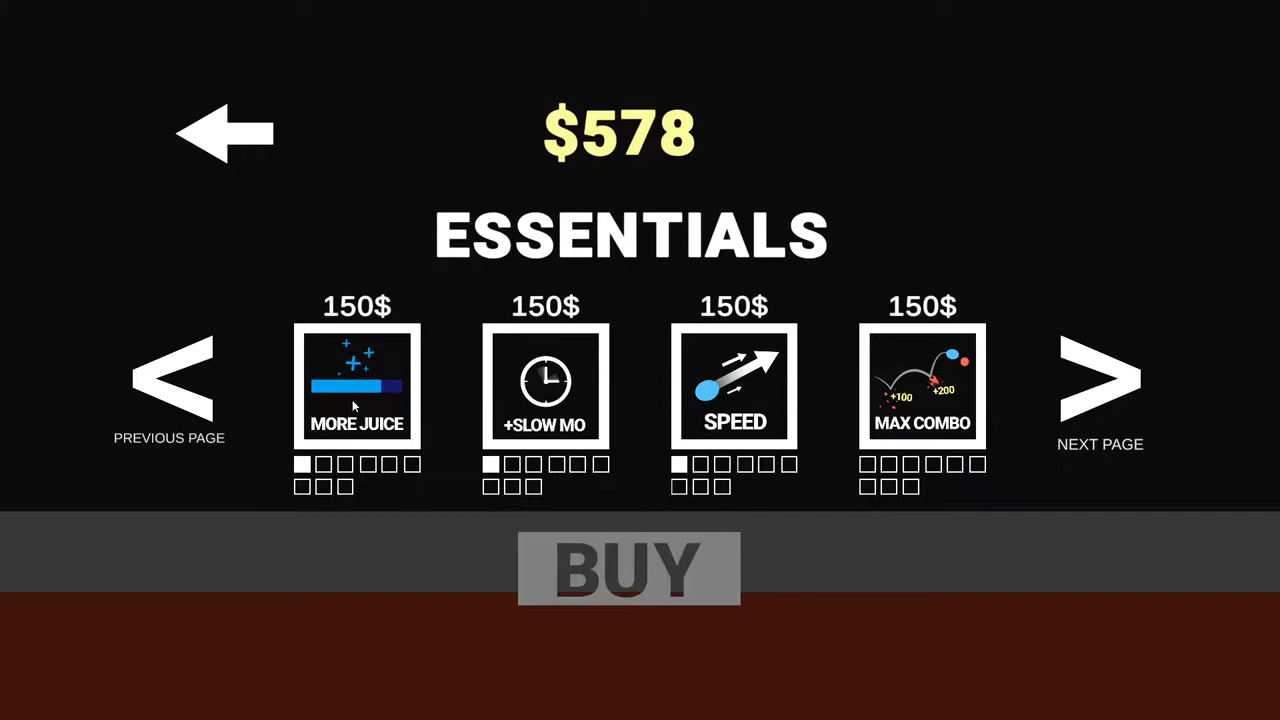 $578
ESSENTIALS
150$ 150$ 150$ 150$
+100 +200
MORE JUICE +SLOW MO SPEED MAX COMBO
PREVIOUS PAGE NEXT PAGE
BUY